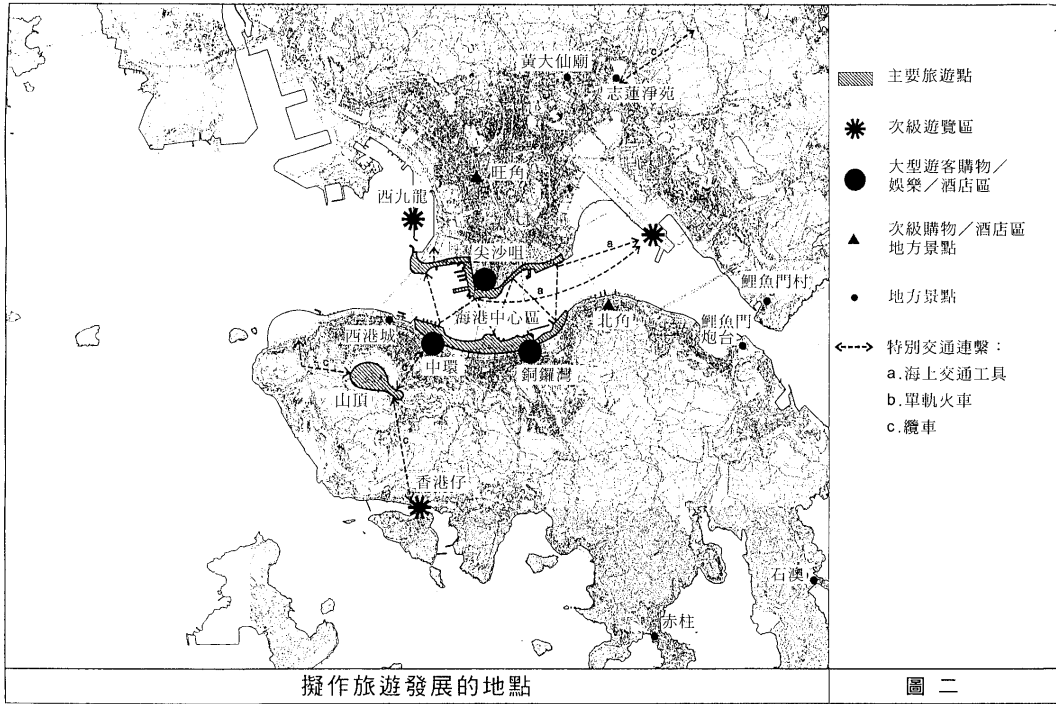 黃大仙廟
志蓮淨苑
c
旺角
西九龍
尖沙咀
a
a
鯉魚門村
海港中心區
北角
鯉魚門
炮台
西港城
中環
銅鑼灣
c
c
山頂
c
香港仔
石澳
赤柱
主要旅遊點
次級遊覽區
大型遊客購物／
娛樂／酒店區
次級購物／酒店區
地方景點
地方景點
特別交通連繫：
a.海上交通工具
b.單軌火車
c.纜車
擬作旅遊發展的地點
圖 二